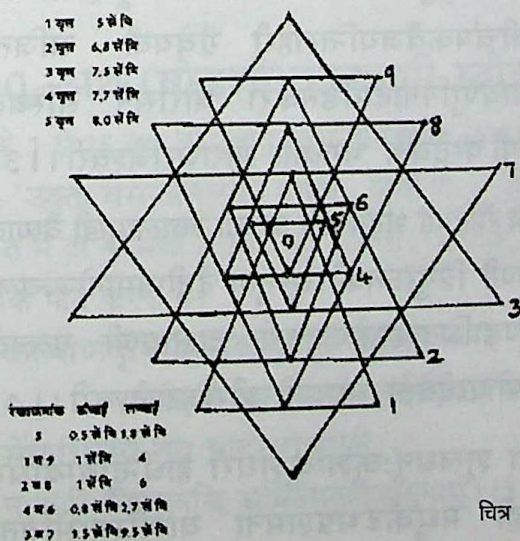 1 वृत्त 5 सें मि
2 वृत्त 6.8 सें मि
3 वृत्त 7.5 सें मि
4 वृत्त 7.7 सें मि
5 वृत्त 8.0 सें मि
9
8
7
6
5
0
4
3
2
1
रेखाक्रमांक ऊंचाई लम्बाई
5 0.5 सें मि 1.8 सें मि
1 व 9 1 सें मि 4
2 व 8 1 सें मि 6
4 व 6 0.8 सें मि 2.7 सें मि
3 व 7 1.5 सें मि 9.5 सें मि
चित्र